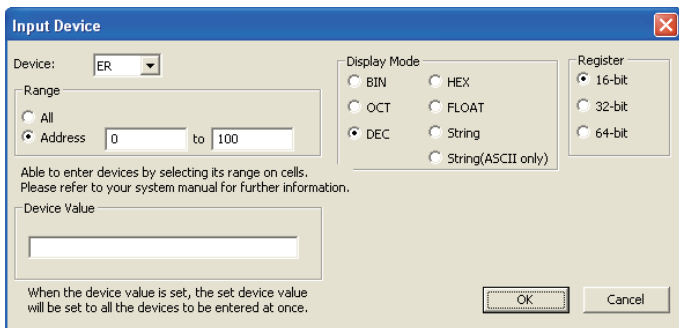 Input Device
Device: ER
Range
All
Address 0 to 100
Able to enter devices by selecting its range on cells.
Please refer to your system manual for further information.
Device Value
When the device value is set, the set device value
will be set to all the devices to be entered at once.
Display Mode
BIN HEX
OCT FLOAT
DEC String
String(ASCII only)
Register
16-bit
32-bit
64-bit
OK Cancel